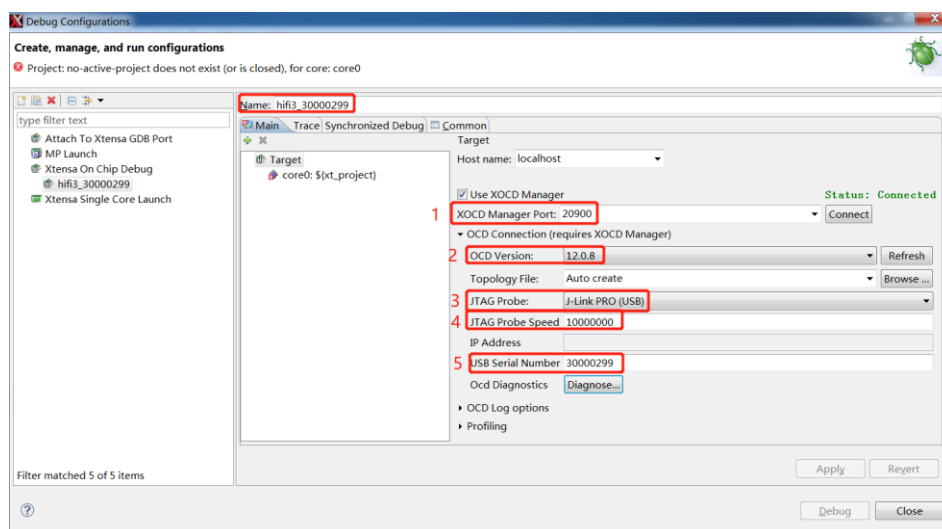 Debug Configurations
Create, manage, and run configurations
Project: no-active-project does not exist (or is closed), for core: core0
type filter text
Attach To Xtensa GDB Port
MP Launch
Xtensa On Chip Debug
hifi3_30000299
Xtensa Single Core Launch
Filter matched 5 of 5 items
Name: hifi3_30000299
Main Trace Synchronized Debug Common
Target
core0: ${xt_project}
Target
Host name: localhost
Use XOCD Manager Status: Connected
1 XOCD Manager Port: 20900 Connect
OCD Connection (requires XOCD Manager)
2 OCD Version: 12.0.8 Refresh
Topology File: Auto create Browse ...
3 JTAG Probe: J-Link PRO (USB)
4 JTAG Probe Speed 10000000
IP Address
5 USB Serial Number 30000299
Ocd Diagnostics Diagnose...
OCD Log options
Profiling
Apply Revert
Debug Close